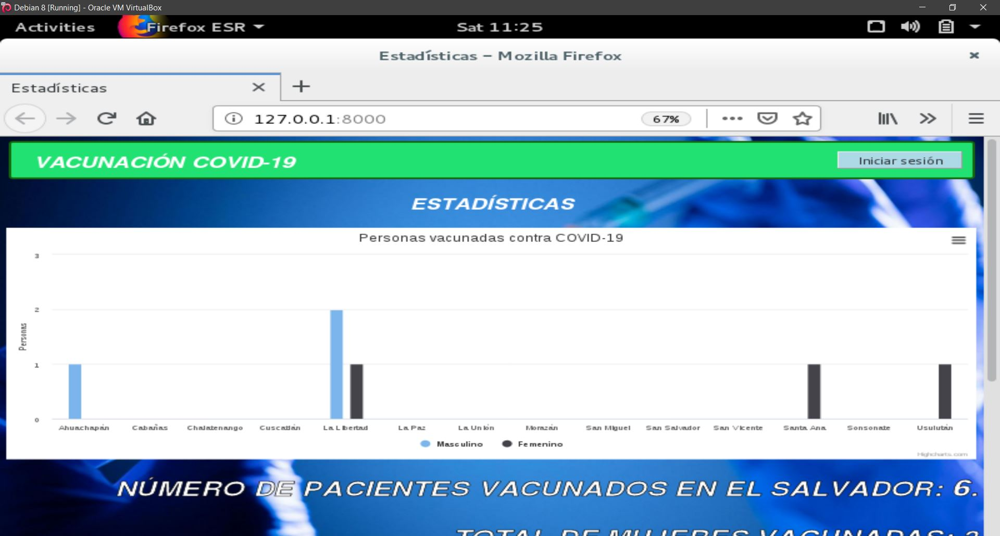 Debian 8 [Running] - Oracle VM VirtualBox
Activities Firefox ESR Sat 11:25
Estadísticas - Mozilla Firefox
Estadísticas
127.0.0.1:8000 67%
VACUNACIÓN COVID-19 Iniciar sesión
ESTADÍSTICAS
Personas vacunadas contra COVID-19
3
2
1
0
Personas
Ahuachapán Cabañas Chalatenango Cuscatlán La Libertad La Paz La Unión Morazán San Miguel San Salvador San Vicente Santa Ana Sonsonate Usulután
Masculino Femenino
Highcharts.com
NÚMERO DE PACIENTES VACUNADOS EN EL SALVADOR: 6.
TOTAL DE MUJERES VACUNADAS: